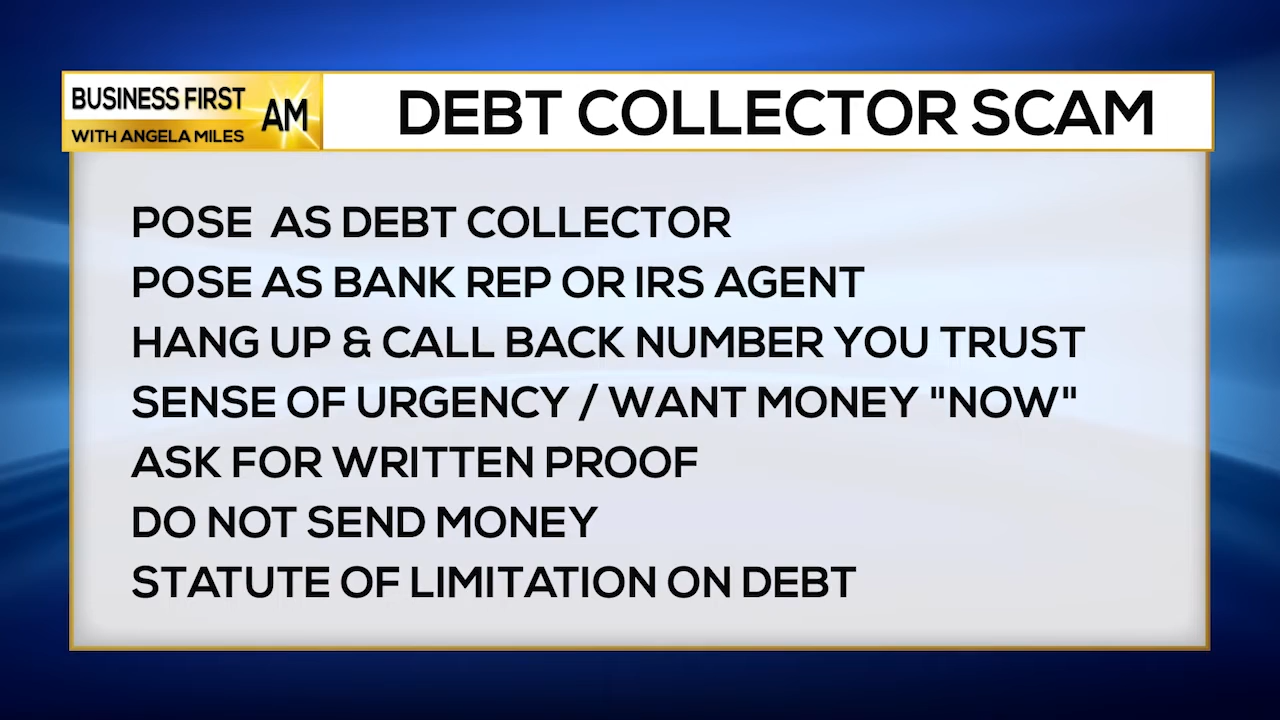 BUSINESS FIRST
WITH ANGELA MILES
AM
DEBT COLLECTOR SCAM
POSE  AS DEBT COLLECTOR
POSE AS BANK REP OR IRS AGENT
HANG UP & CALL BACK NUMBER YOU TRUST
SENSE OF URGENCY / WANT MONEY "NOW"
ASK FOR WRITTEN PROOF
DO NOT SEND MONEY
STATUTE OF LIMITATION ON DEBT